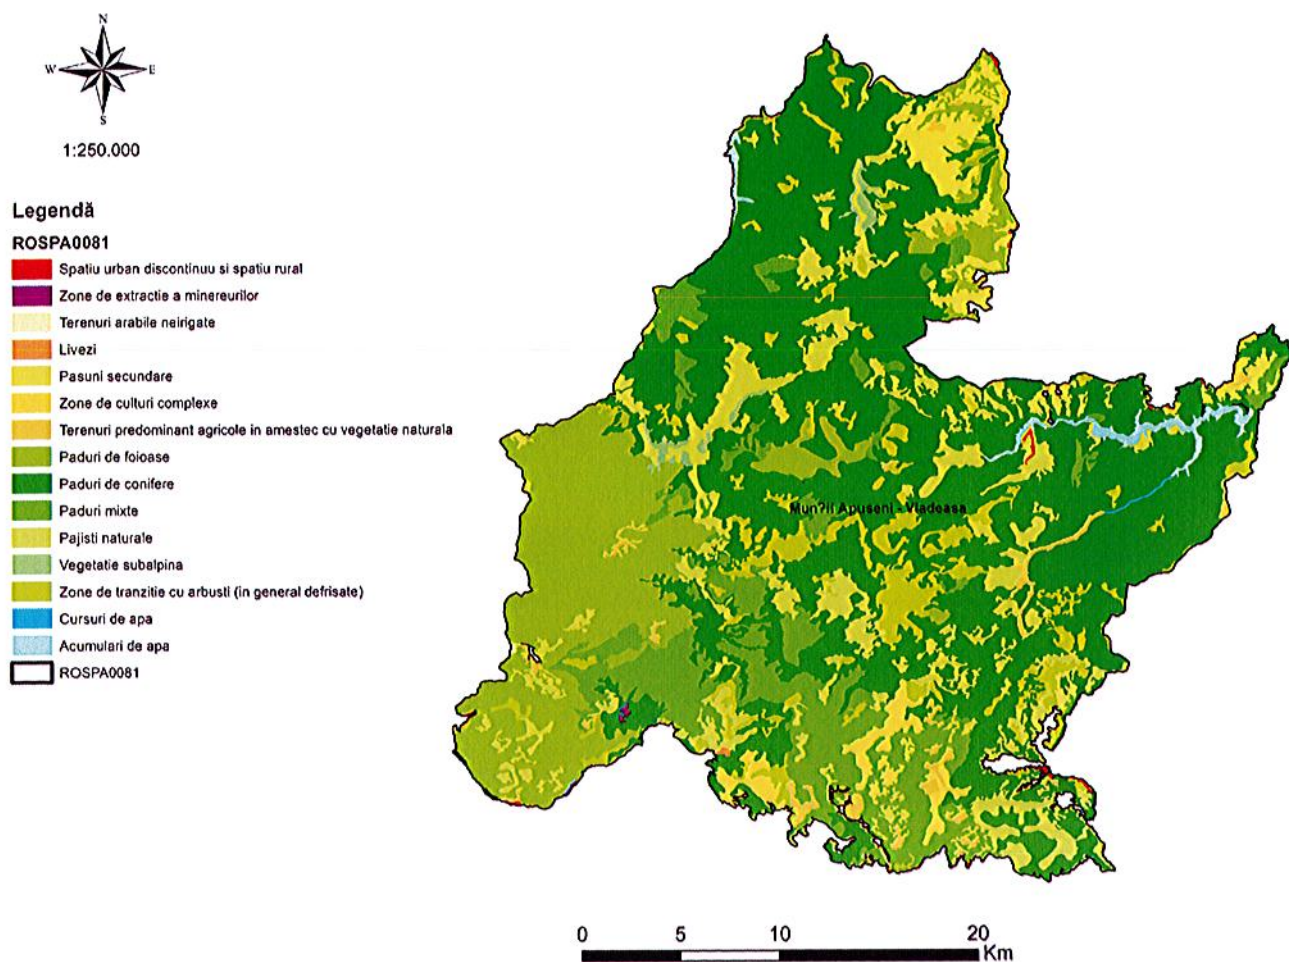 N
W
E
S
1:250.000
Legendă
ROSPA0081
Spatiu urban discontinuu si spatiu rural
Zone de extractie a minereurilor
Terenuri arabile neirigate
Livezi
Pasuni secundare
Zone de culturi complexe
Terenuri predominant agricole in amestec cu vegetatie naturala
Paduri de foioase
Paduri de conifere
Paduri mixte
Pajisti naturale
Vegetatie subalpina
Zone de tranzitie cu arbusti (in general defrisate)
Cursuri de apa
Acumulari de apa
ROSPA0081
Mun?ii Apuseni - Vladeasa
0 5 10 20
Km